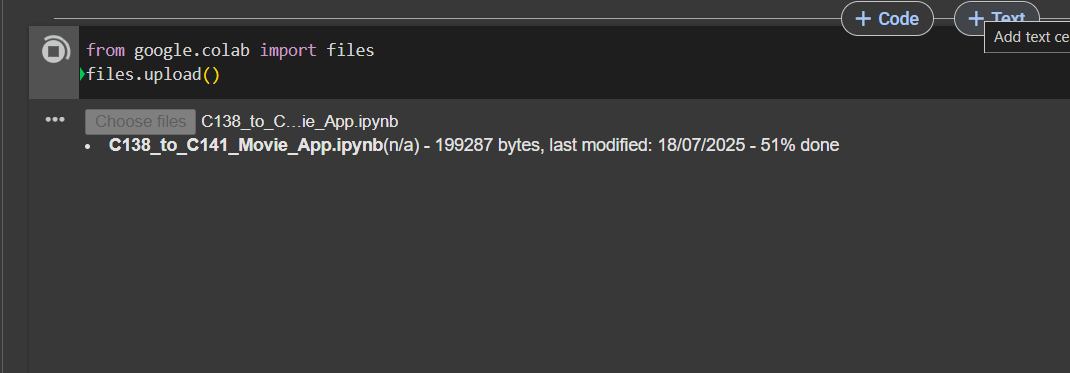 + Code
+ Text
Add text ce
from google.colab import files
files.upload()
Choose files C138_to_C…ie_App.ipynb
• C138_to_C141_Movie_App.ipynb(n/a) - 199287 bytes, last modified: 18/07/2025 - 51% done